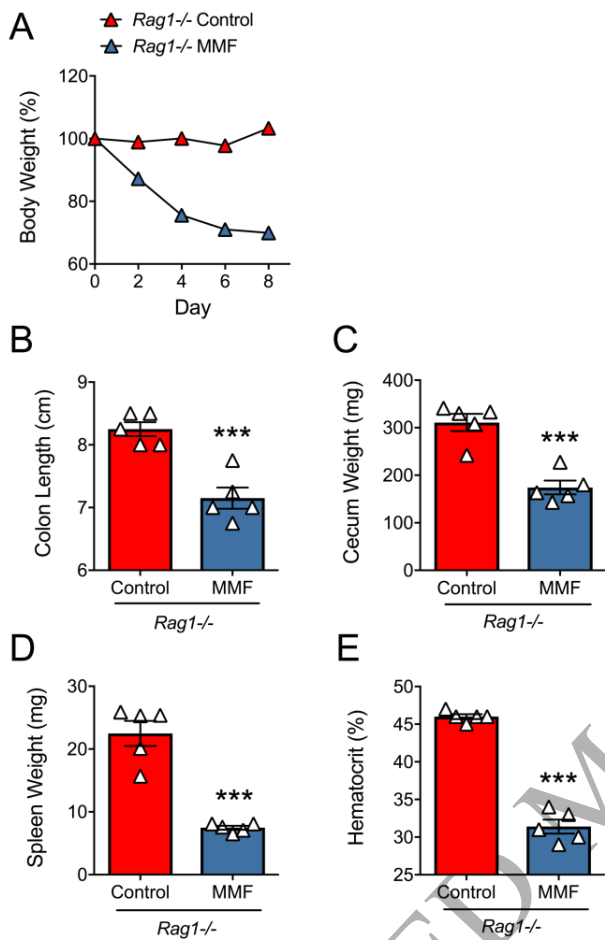 A
Rag1-/- Control
Rag1-/- MMF
120
100
80
60
Body Weight (%)
0 2 4 6 8
Day
B
9
8
7
6
Colon Length (cm)
***
Control MMF
Rag1-/-
C
400
300
200
100
0
Cecum Weight (mg)
***
Control MMF
Rag1-/-
D
30
20
10
0
Spleen Weight (mg)
***
Control MMF
Rag1-/-
E
50
45
40
35
30
25
Hematocrit (%)
***
Control MMF
Rag1-/-